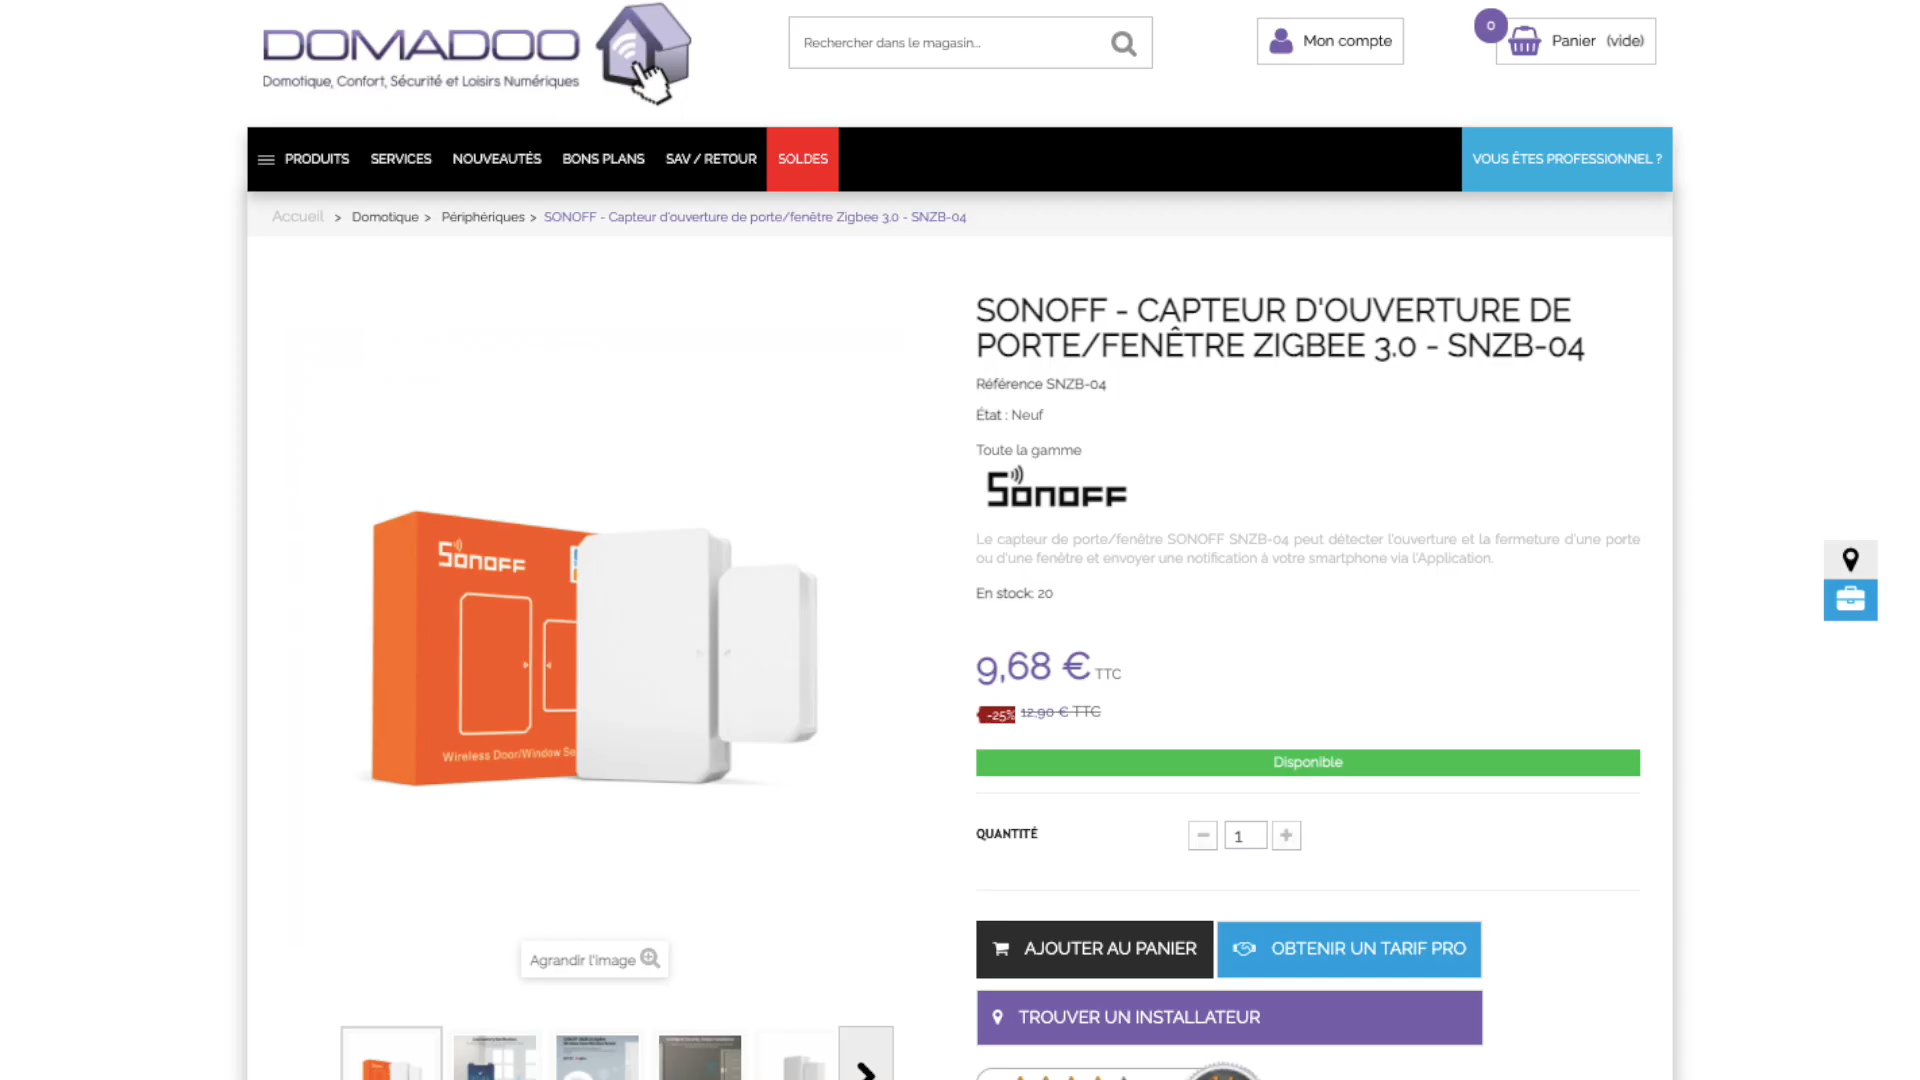 DOMADOO
Domotique, Confort, Sécurité et Loisirs Numériques
Rechercher dans le magasin...
Mon compte
0
Panier (vide)
PRODUITS SERVICES NOUVEAUTÉS BONS PLANS SAV / RETOUR SOLDES VOUS ÊTES PROFESSIONNEL ?
Accueil > Domotique > Périphériques > SONOFF - Capteur d'ouverture de porte/fenêtre Zigbee 3.0 - SNZB-04
SONOFF - CAPTEUR D'OUVERTURE DE
PORTE/FENÊTRE ZIGBEE 3.0 - SNZB-04
Référence SNZB-04
État : Neuf
Toute la gamme
SONOFF
Le capteur de porte/fenêtre SONOFF SNZB-04 peut détecter l'ouverture et la fermeture d'une porte
ou d'une fenêtre et envoyer une notification à votre smartphone via l'Application.
En stock: 20
9,68 € TTC
-25% 12,90 € TTC
Disponible
QUANTITÉ
1
AJOUTER AU PANIER
OBTENIR UN TARIF PRO
TROUVER UN INSTALLATEUR
SONOFF
Wireless Door/Window Se
Agrandir l'image